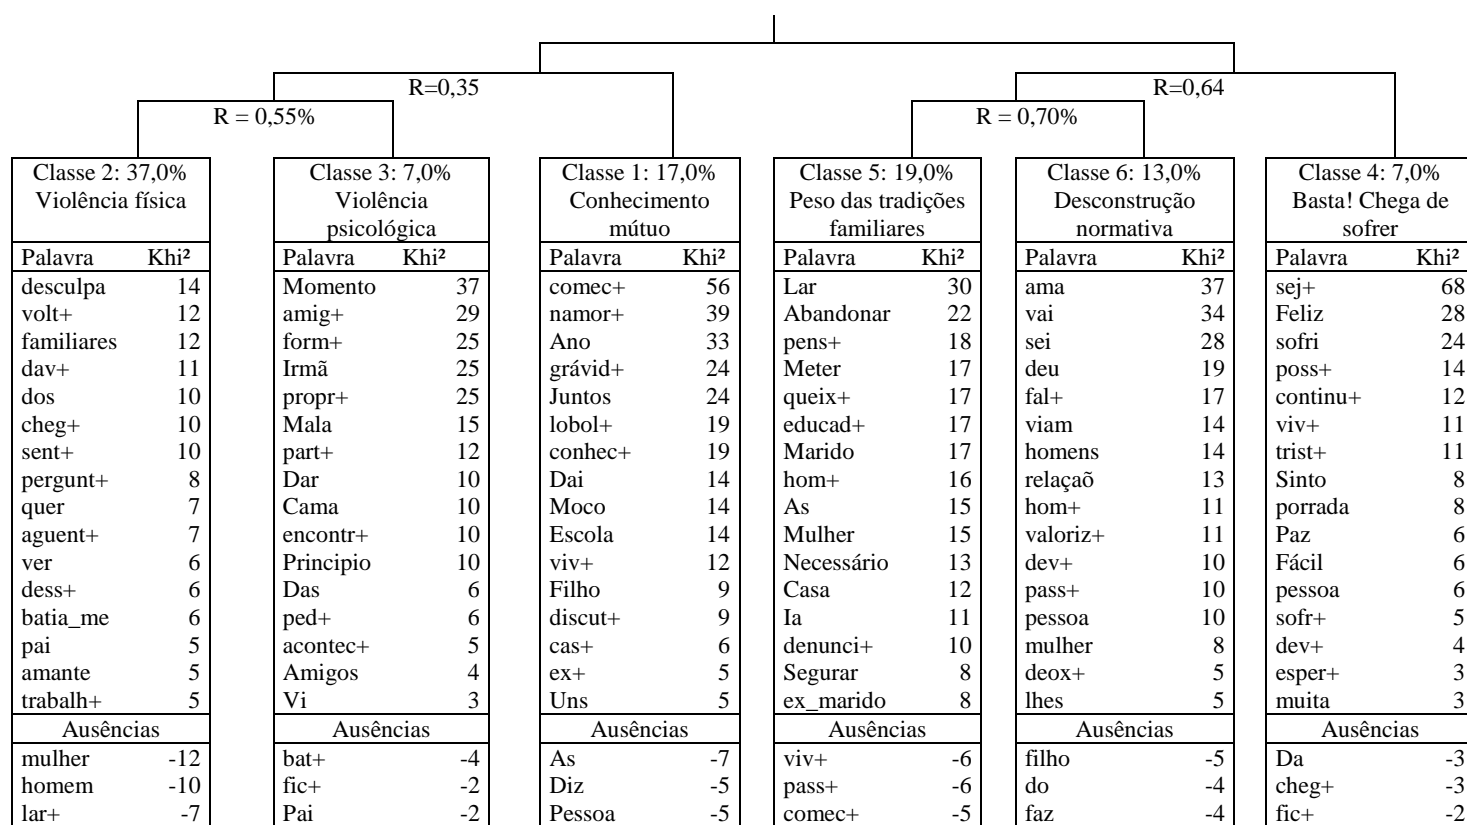 R=0,35 R=0,64
R = 0,55% R = 0,70%
Classe 2: 37,0% Classe 3: 7,0% Classe 1: 17,0% Classe 5: 19,0% Classe 6: 13,0% Classe 4: 7,0%
Violência física Violência Conhecimento Peso das tradições Desconstrução Basta! Chega de
psicológica mútuo familiares normativa sofrer
Palavra Khi² Palavra Khi² Palavra Khi² Palavra Khi² Palavra Khi² Palavra Khi²
desculpa 14 Momento 37 comec+ 56 Lar 30 ama 37 sej+ 68
volt+ 12 amig+ 29 namor+ 39 Abandonar 22 vai 34 Feliz 28
familiares 12 form+ 25 Ano 33 pens+ 18 sei 28 sofri 24
dav+ 11 Irmã 25 grávid+ 24 Meter 17 deu 19 poss+ 14
dos 10 propr+ 25 Juntos 24 queix+ 17 fal+ 17 continu+ 12
cheg+ 10 Mala 15 lobol+ 19 educad+ 17 viam 14 viv+ 11
sent+ 10 part+ 12 conhec+ 19 Marido 17 homens 14 trist+ 11
pergunt+ 8 Dar 10 Dai 14 hom+ 16 relaçaõ 13 Sinto 8
quer 7 Cama 10 Moco 14 As 15 hom+ 11 porrada 8
aguent+ 7 encontr+ 10 Escola 14 Mulher 15 valoriz+ 11 Paz 6
ver 6 Principio 10 viv+ 12 Necessário 13 dev+ 10 Fácil 6
dess+ 6 Das 6 Filho 9 Casa 12 pass+ 10 pessoa 6
batia_me 6 ped+ 6 discut+ 9 Ia 11 pessoa 10 sofr+ 5
pai 5 acontec+ 5 cas+ 6 denunci+ 10 mulher 8 dev+ 4
amante 5 Amigos 4 ex+ 5 Segurar 8 deox+ 5 esper+ 3
trabalh+ 5 Vi 3 Uns 5 ex_marido 8 lhes 5 muita 3
Ausências Ausências Ausências Ausências Ausências Ausências
mulher -12 bat+ -4 As -7 viv+ -6 filho -5 Da -3
homem -10 fic+ -2 Diz -5 pass+ -6 do -4 cheg+ -3
lar+ -7 Pai -2 Pessoa -5 comec+ -5 faz -4 fic+ -2